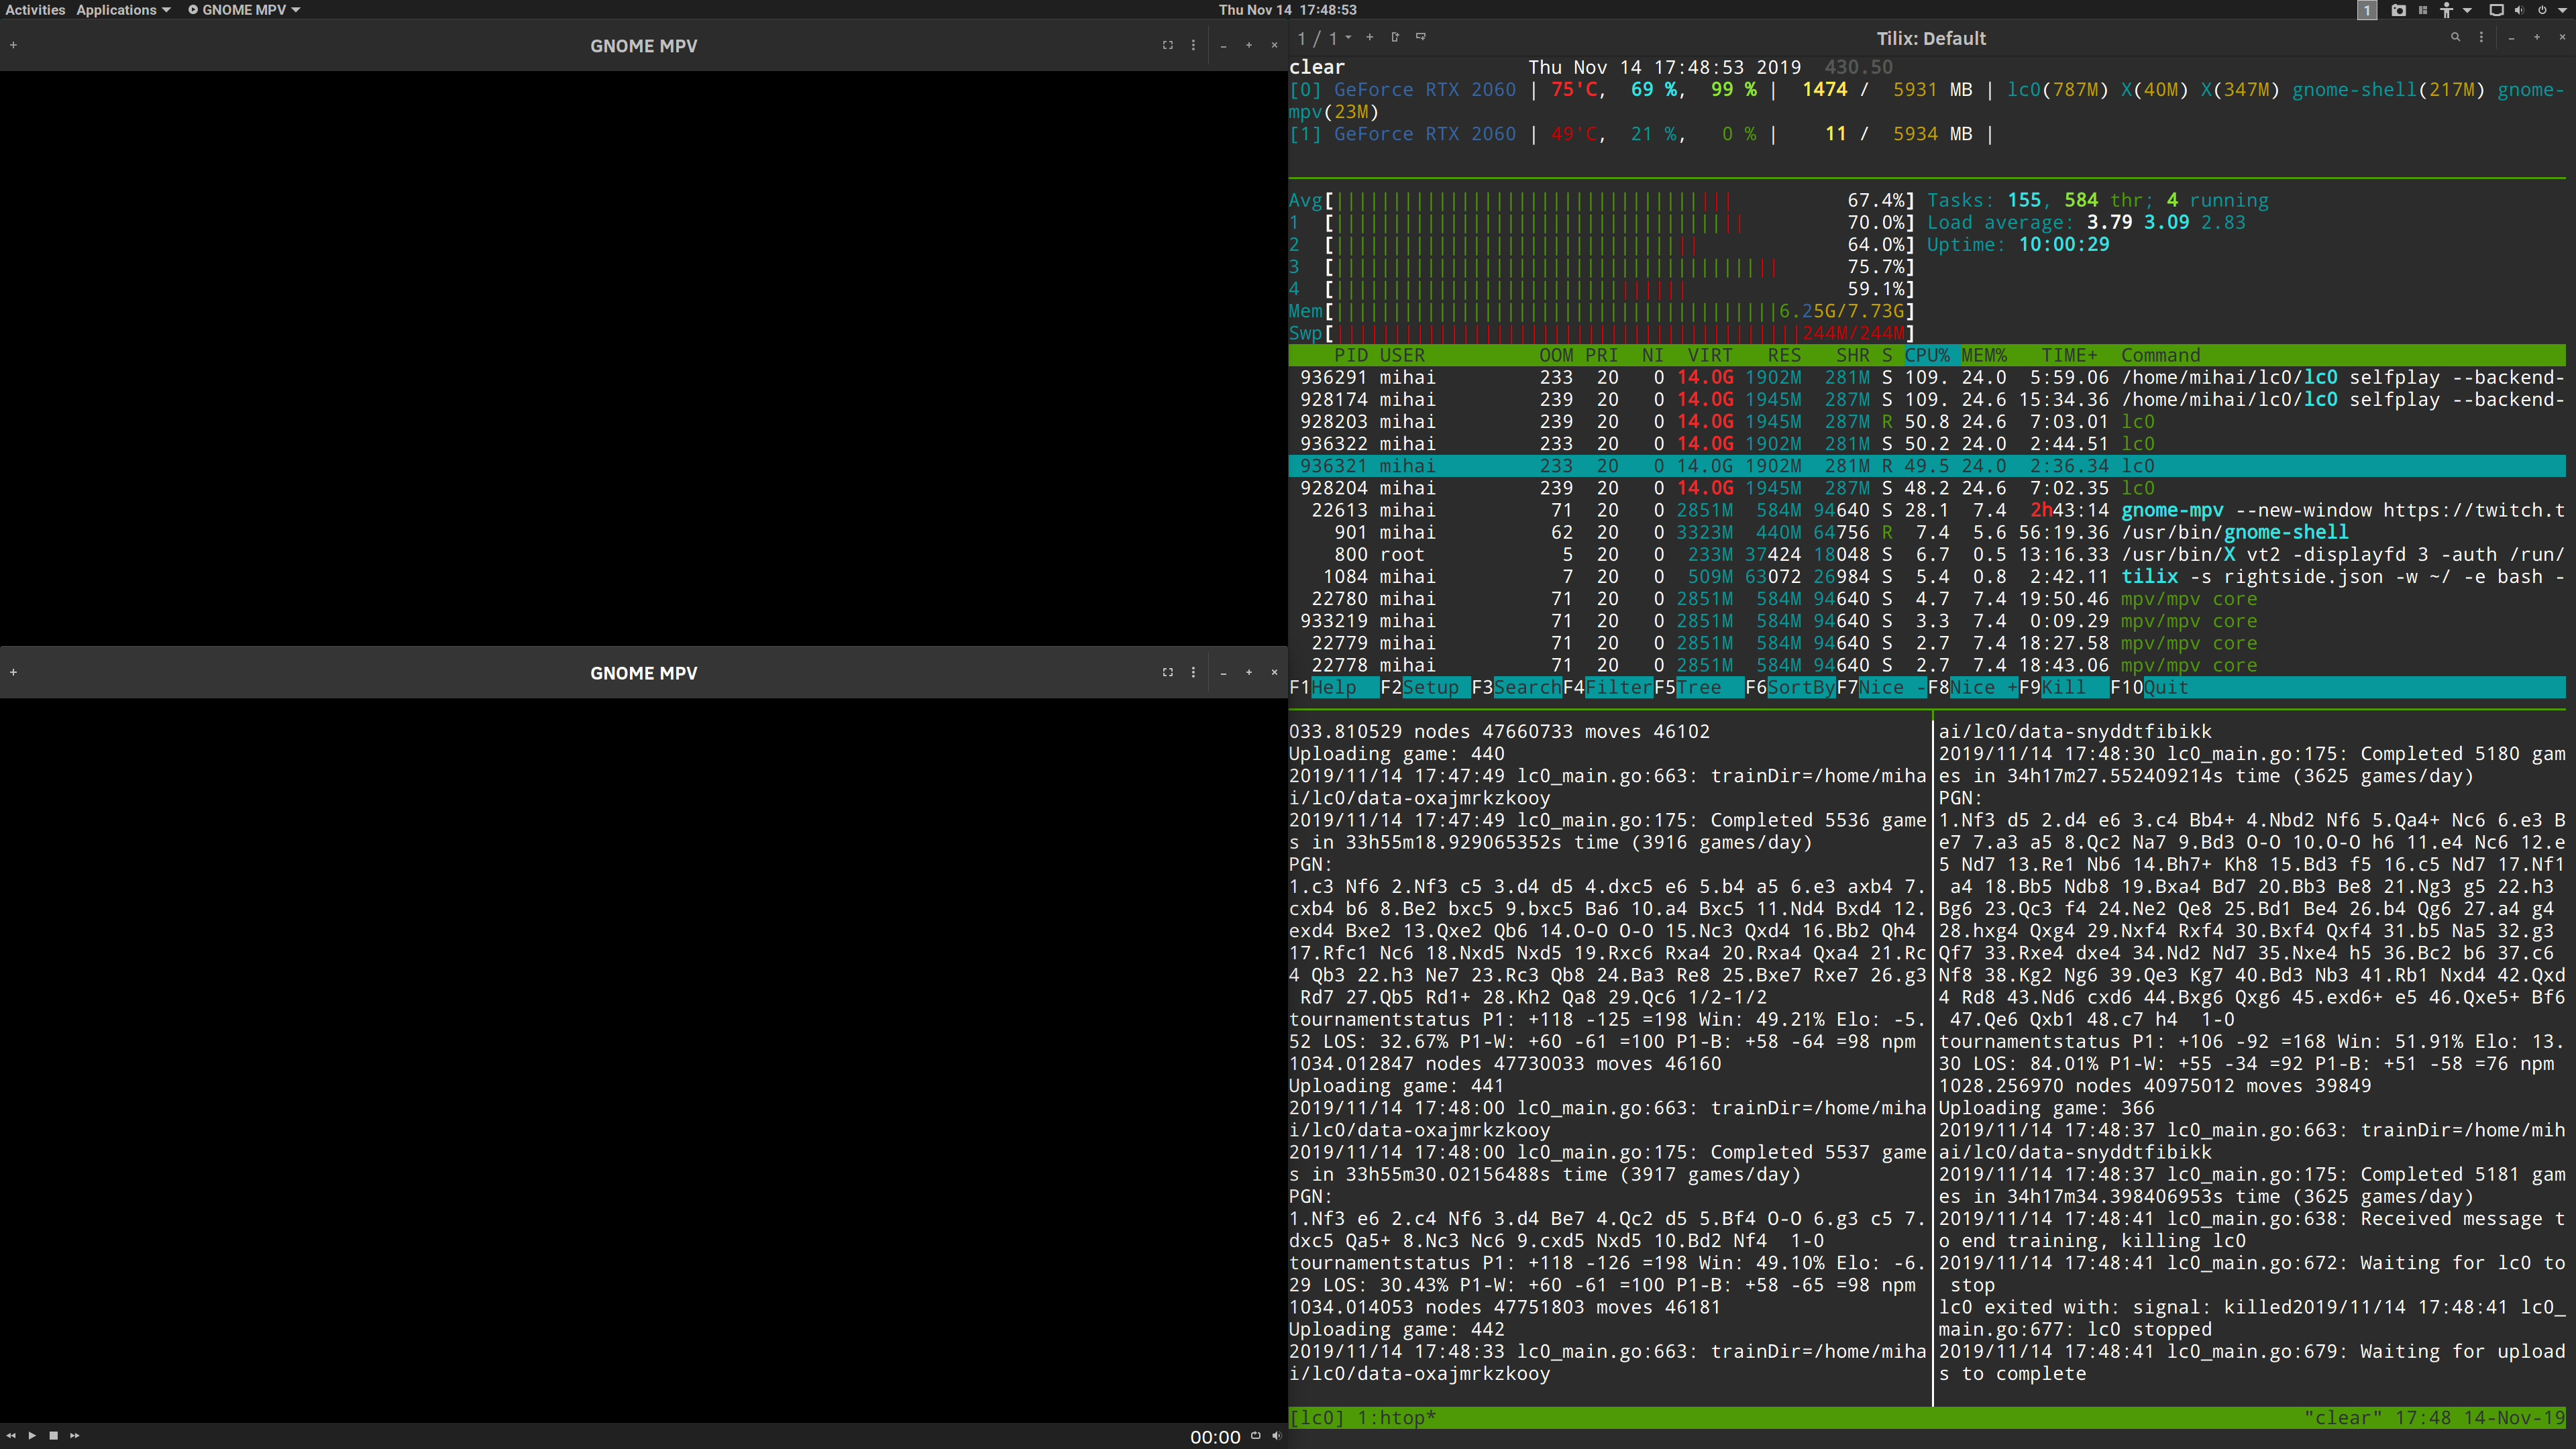 Activities Applications GNOME MPV Thu Nov 14 17:48:53 1
GNOME MPV
GNOME MPV
00:00
1 / 1 Tilix: Default
clear Thu Nov 14 17:48:53 2019 430.50
[0] GeForce RTX 2060 | 75'C, 69 %, 99 % | 1474 / 5931 MB | lc0(787M) X(40M) X(347M) gnome-shell(217M) gnome-
mpv(23M)
[1] GeForce RTX 2060 | 49'C, 21 %, 0 % | 11 / 5934 MB |
Avg[ 67.4%] Tasks: 155, 584 thr; 4 running
1 [ 70.0%] Load average: 3.79 3.09 2.83
2 [ 64.0%] Uptime: 10:00:29
3 [ 75.7%]
4 [ 59.1%]
Mem[ 6.25G/7.73G]
Swp[ 244M/244M]
PID USER OOM PRI NI VIRT RES SHR S CPU% MEM% TIME+ Command
936291 mihai 233 20 0 14.0G 1902M 281M S 109. 24.0 5:59.06 /home/mihai/lc0/lc0 selfplay --backend-
928174 mihai 239 20 0 14.0G 1945M 287M S 109. 24.6 15:34.36 /home/mihai/lc0/lc0 selfplay --backend-
928203 mihai 239 20 0 14.0G 1945M 287M R 50.8 24.6 7:03.01 lc0
936322 mihai 233 20 0 14.0G 1902M 281M S 50.2 24.0 2:44.51 lc0
936321 mihai 233 20 0 14.0G 1902M 281M R 49.5 24.0 2:36.34 lc0
928204 mihai 239 20 0 14.0G 1945M 287M S 48.2 24.6 7:02.35 lc0
22613 mihai 71 20 0 2851M 584M 94640 S 28.1 7.4 2h43:14 gnome-mpv --new-window https://twitch.t
901 mihai 62 20 0 3323M 440M 64756 R 7.4 5.6 56:19.36 /usr/bin/gnome-shell
800 root 5 20 0 233M 37424 18048 S 6.7 0.5 13:16.33 /usr/bin/X vt2 -displayfd 3 -auth /run/
1084 mihai 7 20 0 509M 63072 26984 S 5.4 0.8 2:42.11 tilix -s rightside.json -w ~/ -e bash -
22780 mihai 71 20 0 2851M 584M 94640 S 4.7 7.4 19:50.46 mpv/mpv core
933219 mihai 71 20 0 2851M 584M 94640 S 3.3 7.4 0:09.29 mpv/mpv core
22779 mihai 71 20 0 2851M 584M 94640 S 2.7 7.4 18:27.58 mpv/mpv core
22778 mihai 71 20 0 2851M 584M 94640 S 2.7 7.4 18:43.06 mpv/mpv core
F1Help F2Setup F3SearchF4FilterF5Tree F6SortByF7Nice -F8Nice +F9Kill F10Quit
033.810529 nodes 47660733 moves 46102
Uploading game: 440
2019/11/14 17:47:49 lc0_main.go:663: trainDir=/home/miha
i/lc0/data-oxajmrkzkooy
2019/11/14 17:47:49 lc0_main.go:175: Completed 5536 game
s in 33h55m18.929065352s time (3916 games/day)
PGN:
1.c3 Nf6 2.Nf3 c5 3.d4 d5 4.dxc5 e6 5.b4 a5 6.e3 axb4 7.
cxb4 b6 8.Be2 bxc5 9.bxc5 Ba6 10.a4 Bxc5 11.Nd4 Bxd4 12.
exd4 Bxe2 13.Qxe2 Qb6 14.O-O O-O 15.Nc3 Qxd4 16.Bb2 Qh4
17.Rfc1 Nc6 18.Nxd5 Nxd5 19.Rxc6 Rxa4 20.Rxa4 Qxa4 21.Rc
4 Qb3 22.h3 Ne7 23.Rc3 Qb8 24.Ba3 Re8 25.Bxe7 Rxe7 26.g3
Rd7 27.Qb5 Rd1+ 28.Kh2 Qa8 29.Qc6 1/2-1/2
tournamentstatus P1: +118 -125 =198 Win: 49.21% Elo: -5.
52 LOS: 32.67% P1-W: +60 -61 =100 P1-B: +58 -64 =98 npm
1034.012847 nodes 47730033 moves 46160
Uploading game: 441
2019/11/14 17:48:00 lc0_main.go:663: trainDir=/home/miha
i/lc0/data-oxajmrkzkooy
2019/11/14 17:48:00 lc0_main.go:175: Completed 5537 game
s in 33h55m30.02156488s time (3917 games/day)
PGN:
1.Nf3 e6 2.c4 Nf6 3.d4 Be7 4.Qc2 d5 5.Bf4 O-O 6.g3 c5 7.
dxc5 Qa5+ 8.Nc3 Nc6 9.cxd5 Nxd5 10.Bd2 Nf4 1-0
tournamentstatus P1: +118 -126 =198 Win: 49.10% Elo: -6.
29 LOS: 30.43% P1-W: +60 -61 =100 P1-B: +58 -65 =98 npm
1034.014053 nodes 47751803 moves 46181
Uploading game: 442
2019/11/14 17:48:33 lc0_main.go:663: trainDir=/home/miha
i/lc0/data-oxajmrkzkooy
ai/lc0/data-snyddtfibikk
2019/11/14 17:48:30 lc0_main.go:175: Completed 5180 gam
es in 34h17m27.552409214s time (3625 games/day)
PGN:
1.Nf3 d5 2.d4 e6 3.c4 Bb4+ 4.Nbd2 Nf6 5.Qa4+ Nc6 6.e3 B
e7 7.a3 a5 8.Qc2 Na7 9.Bd3 O-O 10.O-O h6 11.e4 Nc6 12.e
5 Nd7 13.Re1 Nb6 14.Bh7+ Kh8 15.Bd3 f5 16.c5 Nd7 17.Nf1
a4 18.Bb5 Ndb8 19.Bxa4 Bd7 20.Bb3 Be8 21.Ng3 g5 22.h3
Bg6 23.Qc3 f4 24.Ne2 Qe8 25.Bd1 Be4 26.b4 Qg6 27.a4 g4
28.hxg4 Qxg4 29.Nxf4 Rxf4 30.Bxf4 Qxf4 31.b5 Na5 32.g3
Qf7 33.Rxe4 dxe4 34.Nd2 Nd7 35.Nxe4 h5 36.Bc2 b6 37.c6
Nf8 38.Kg2 Ng6 39.Qe3 Kg7 40.Bd3 Nb3 41.Rb1 Nxd4 42.Qxd
4 Rd8 43.Nd6 cxd6 44.Bxg6 Qxg6 45.exd6+ e5 46.Qxe5+ Bf6
47.Qe6 Qxb1 48.c7 h4 1-0
tournamentstatus P1: +106 -92 =168 Win: 51.91% Elo: 13.
30 LOS: 84.01% P1-W: +55 -34 =92 P1-B: +51 -58 =76 npm
1028.256970 nodes 40975012 moves 39849
Uploading game: 366
2019/11/14 17:48:37 lc0_main.go:663: trainDir=/home/mih
ai/lc0/data-snyddtfibikk
2019/11/14 17:48:37 lc0_main.go:175: Completed 5181 gam
es in 34h17m34.398406953s time (3625 games/day)
2019/11/14 17:48:41 lc0_main.go:638: Received message t
o end training, killing lc0
2019/11/14 17:48:41 lc0_main.go:672: Waiting for lc0 to
stop
lc0 exited with: signal: killed2019/11/14 17:48:41 lc0_
main.go:677: lc0 stopped
2019/11/14 17:48:41 lc0_main.go:679: Waiting for upload
s to complete
[lc0] 1:htop* "clear" 17:48 14-Nov-19